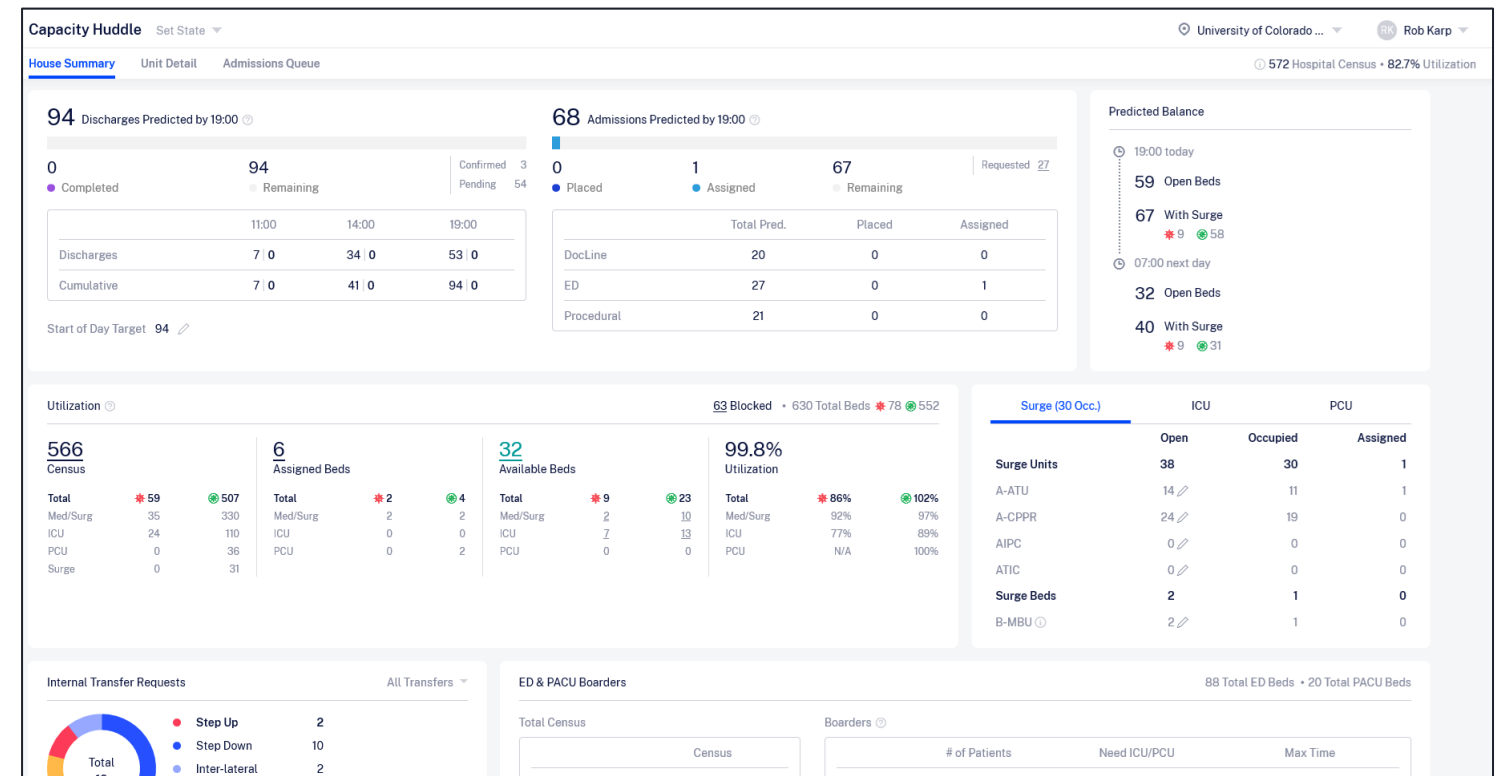 Capacity Huddle Set State University of Colorado ... RK Rob Karp
House Summary Unit Detail Admissions Queue 572 Hospital Census • 82.7% Utilization
94 Discharges Predicted by 19:00
0 94 Confirmed 3
Completed Remaining Pending 54
11:00 14:00 19:00
Discharges 7 | 0 34 | 0 53 | 0
Cumulative 7 | 0 41 | 0 94 | 0
Start of Day Target 94
68 Admissions Predicted by 19:00
0 1 67 Requested 27
Placed Assigned Remaining
Total Pred. Placed Assigned
DocLine 20 0 0
ED 27 0 1
Procedural 21 0 0
Predicted Balance
19:00 today
59 Open Beds
67 With Surge
9 58
07:00 next day
32 Open Beds
40 With Surge
9 31
Utilization 63 Blocked • 630 Total Beds 78 552
566
Census
Total 59 507
Med/Surg 35 330
ICU 24 110
PCU 0 36
Surge 0 31
6
Assigned Beds
Total 2 4
Med/Surg 2 2
ICU 0 0
PCU 0 2
32
Available Beds
Total 9 23
Med/Surg 2 10
ICU 7 13
PCU 0 0
99.8%
Utilization
Total 86% 102%
Med/Surg 92% 97%
ICU 77% 89%
PCU N/A 100%
Surge (30 Occ.) ICU PCU
Open Occupied Assigned
Surge Units 38 30 1
A-ATU 14 11 1
A-CPPR 24 19 0
AIPC 0 0 0
ATIC 0 0 0
Surge Beds 2 1 0
B-MBU 2 1 0
Internal Transfer Requests All Transfers
Total
Step Up 2
Step Down 10
Inter-lateral 2
ED & PACU Boarders 88 Total ED Beds • 20 Total PACU Beds
Total Census Boarders
Census
# of Patients Need ICU/PCU Max Time